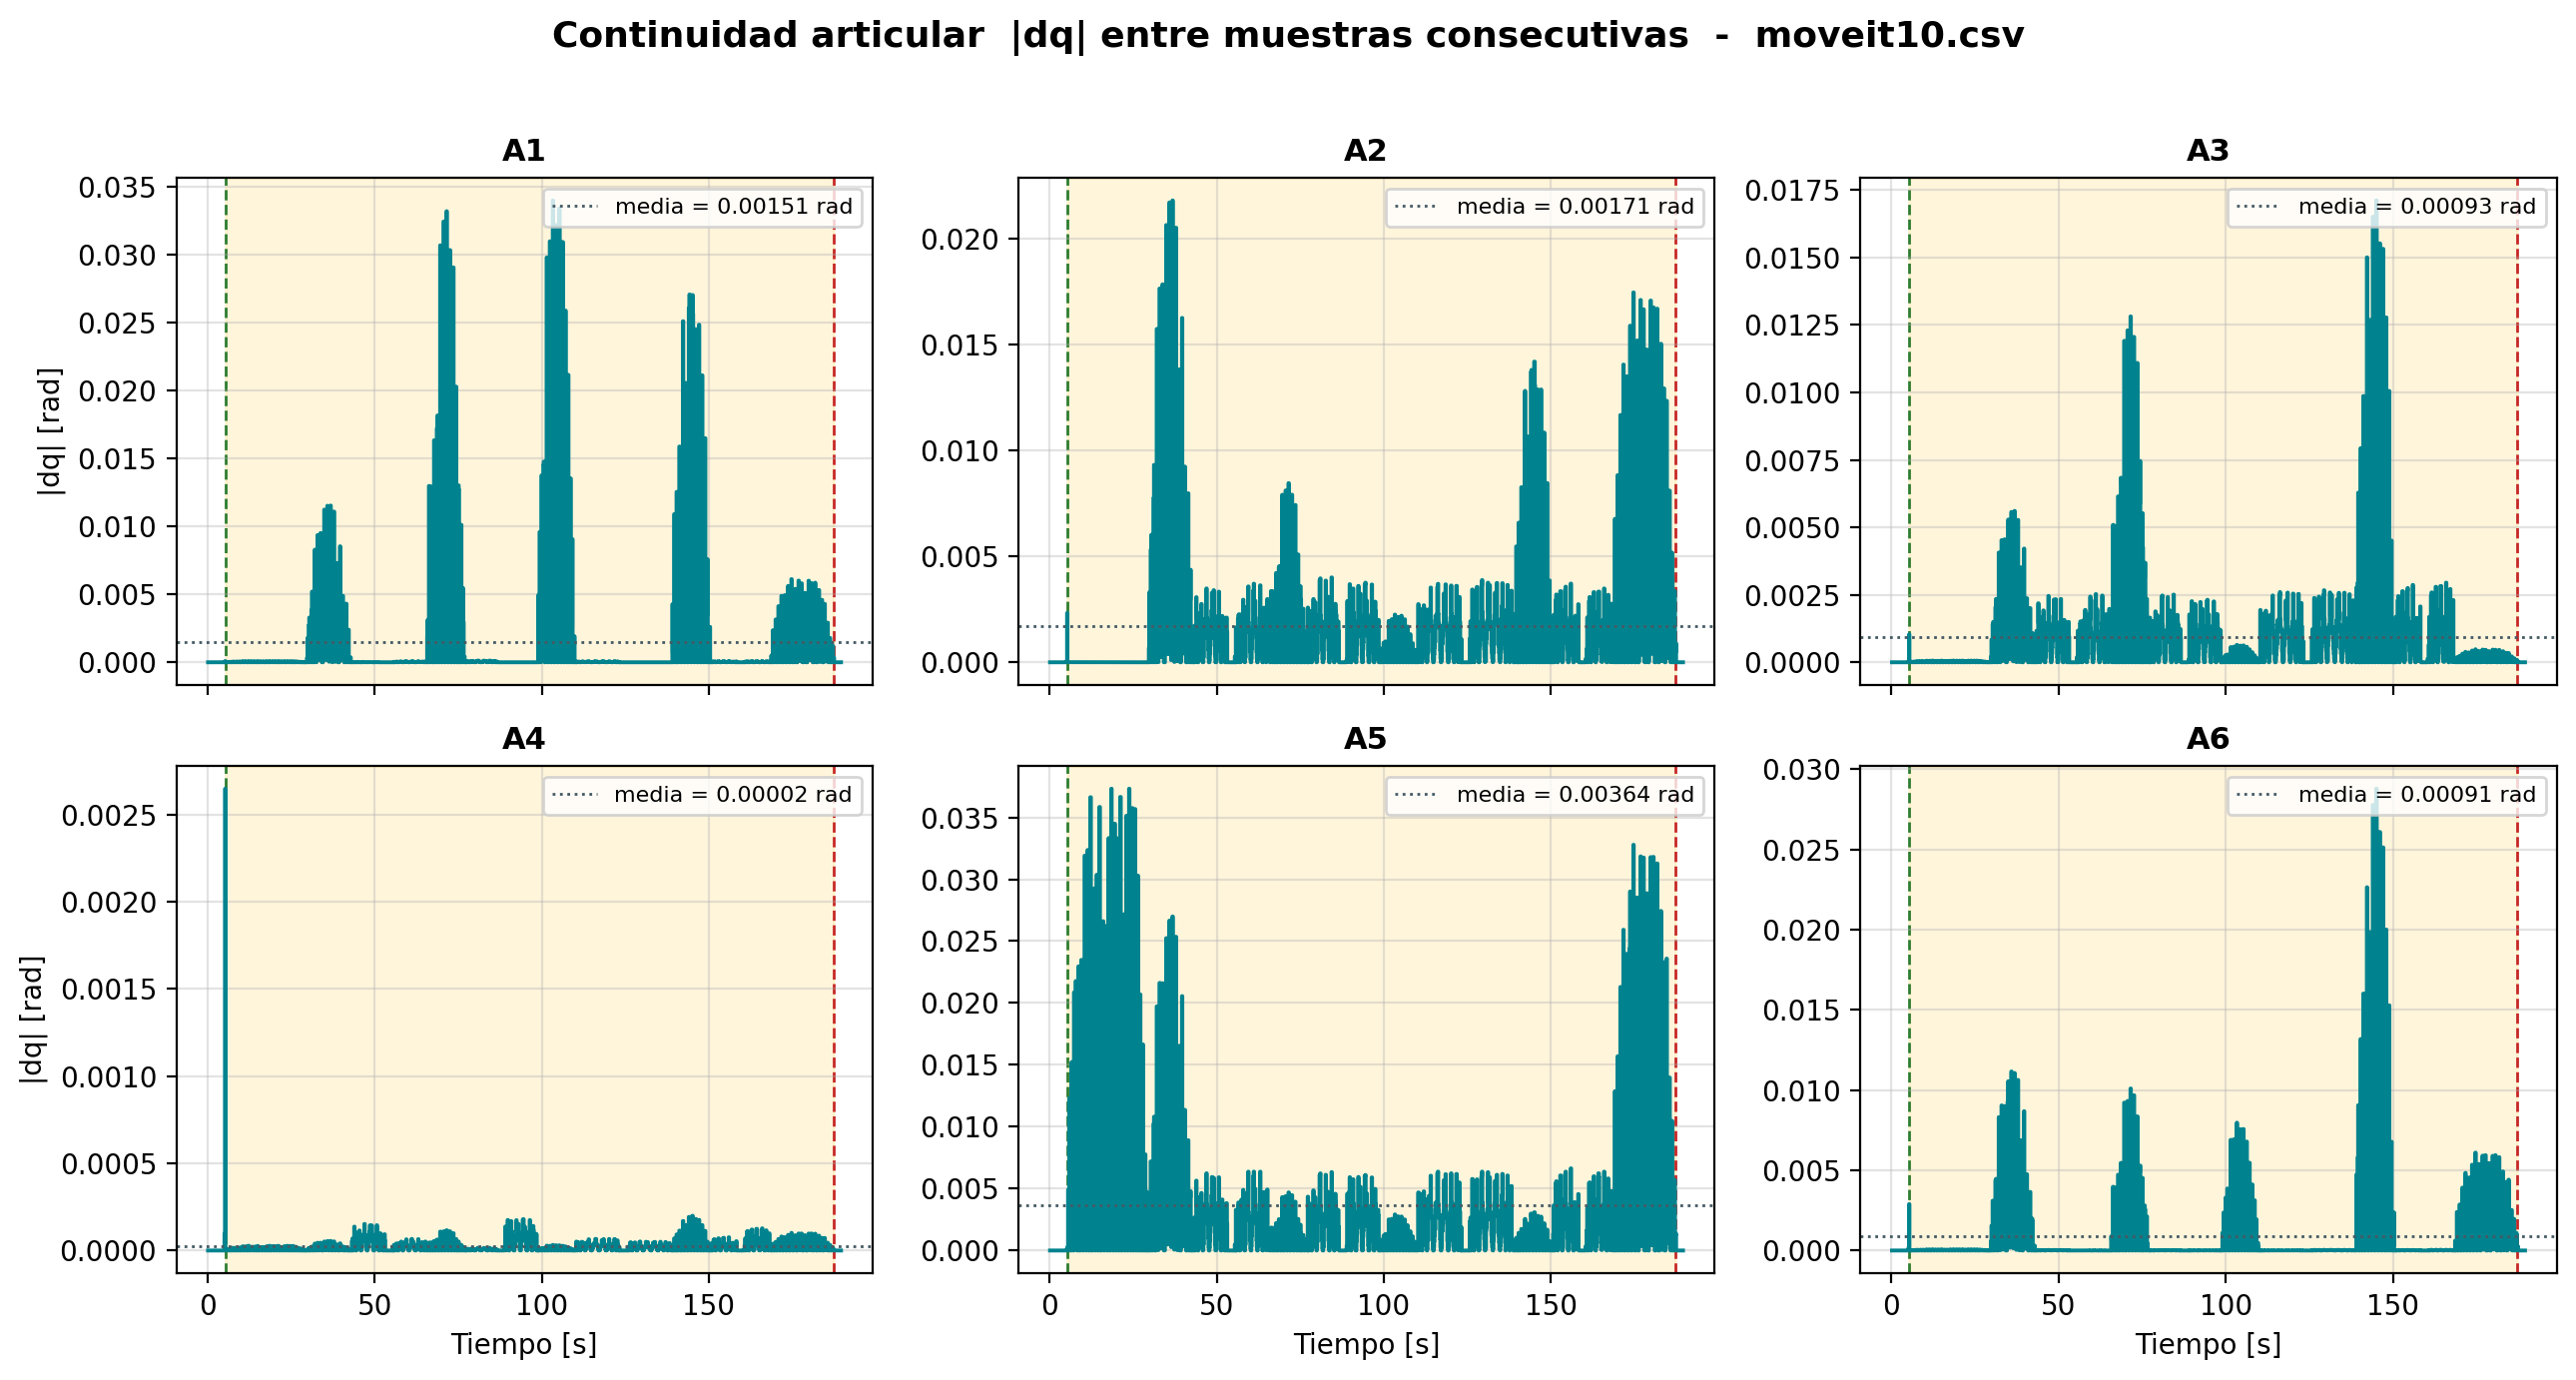 Continuidad articular |dq| entre muestras consecutivas - moveit10.csv
A1
0.035
0.030
0.025
0.020
0.015
0.010
0.005
0.000
|dq| [rad]
media = 0.00151 rad
A2
0.020
0.015
0.010
0.005
0.000
media = 0.00171 rad
A3
0.0175
0.0150
0.0125
0.0100
0.0075
0.0050
0.0025
0.0000
media = 0.00093 rad
A4
0.0025
0.0020
0.0015
0.0010
0.0005
0.0000
|dq| [rad]
media = 0.00002 rad
0 50 100 150
Tiempo [s]
A5
0.035
0.030
0.025
0.020
0.015
0.010
0.005
0.000
media = 0.00364 rad
0 50 100 150
Tiempo [s]
A6
0.030
0.025
0.020
0.015
0.010
0.005
0.000
media = 0.00091 rad
0 50 100 150
Tiempo [s]